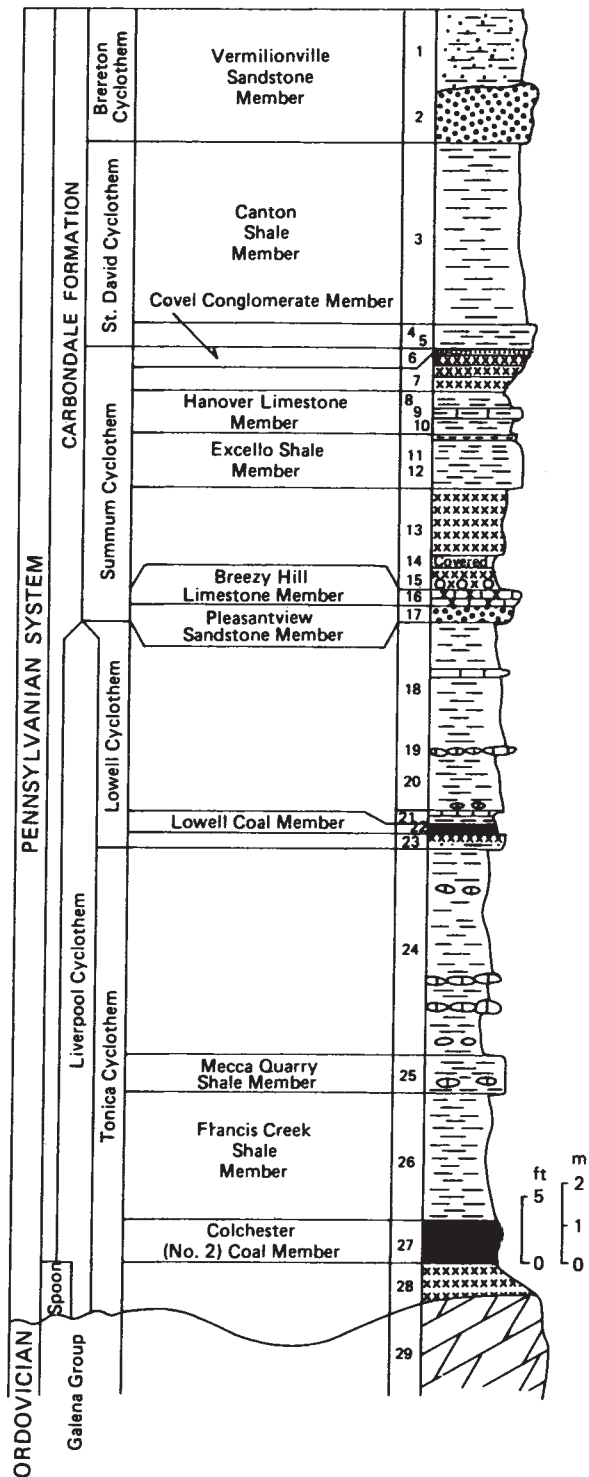 PENNSYLVANIAN SYSTEM
ORDOVICIAN
CARBONDALE FORMATION
Spoon
Galena Group
Liverpool Cyclothem
Brereton
Cyclothem
St. David Cyclothem
Summum Cyclothem
Lowell Cyclothem
Tonica Cyclothem
Vermilionville
Sandstone
Member
Canton
Shale
Member
Covel Conglomerate Member
Hanover Limestone
Member
Excello Shale
Member
Breezy Hill
Limestone Member
Pleasantview
Sandstone Member
Lowell Coal Member
Mecca Quarry
Shale Member
Francis Creek
Shale
Member
Colchester
(No. 2) Coal Member
1
2
3
4
5
6
7
8
9
10
11
12
13
14
Covered
15
16
17
18
19
20
21
22
23
24
25
26
27
28
29
ft
5
0
m
2
1
0